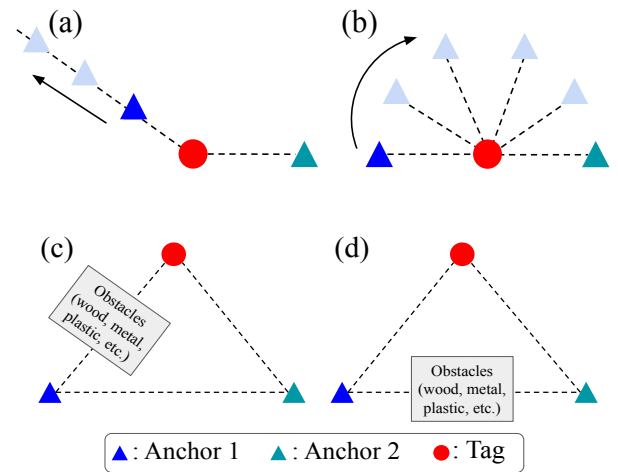 (a)
(b)
(c)
(d)
Obstacles
(wood, metal,
plastic, etc.)
Obstacles
(wood, metal,
plastic, etc.)
: Anchor 1 : Anchor 2 : Tag